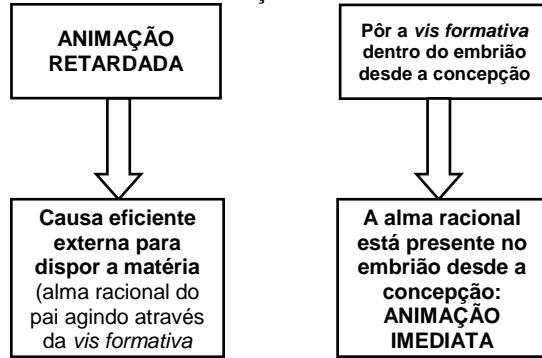 ANIMAÇÃO
RETARDADA
Pôr a vis formativa
dentro do embrião
desde a concepção
Causa eficiente
externa para
dispor a matéria
(alma racional do
pai agindo através
da vis formativa
A alma racional
está presente no
embrião desde a
concepção:
ANIMAÇÃO
IMEDIATA